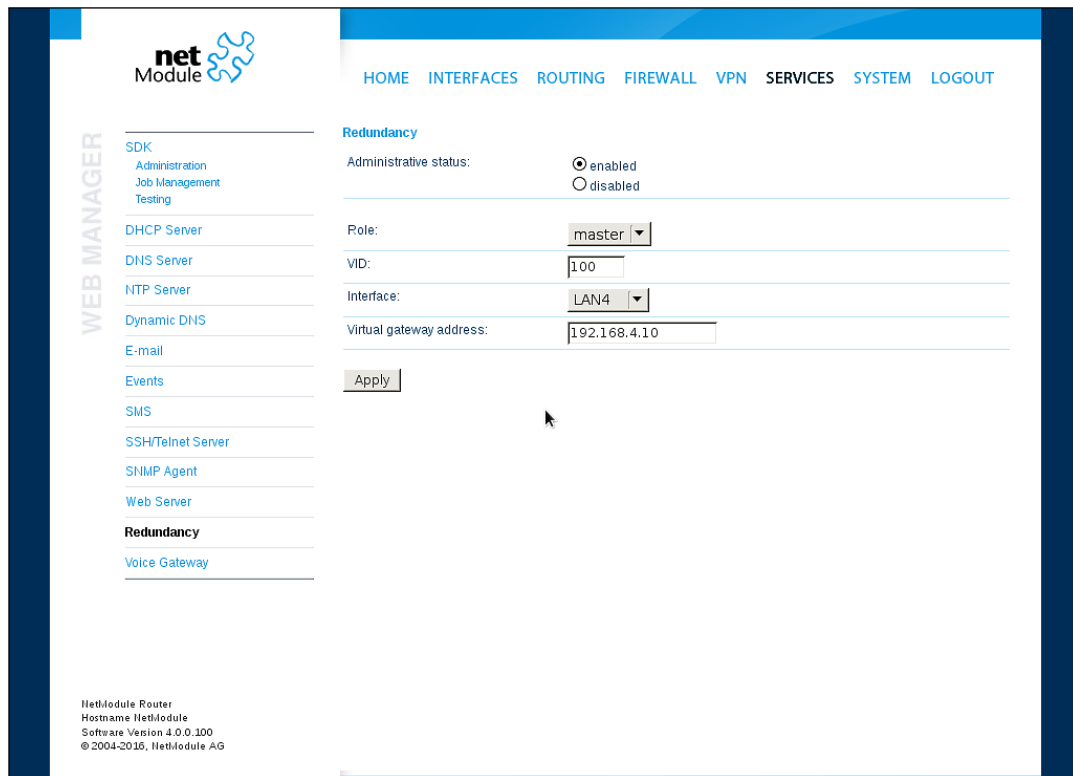 net
Module
HOME INTERFACES ROUTING FIREWALL VPN SERVICES SYSTEM LOGOUT
WEB MANAGER
SDK
Administration
Job Management
Testing
DHCP Server
DNS Server
NTP Server
Dynamic DNS
E-mail
Events
SMS
SSH/Telnet Server
SNMP Agent
Web Server
Redundancy
Voice Gateway
Redundancy
Administrative status:
enabled
disabled
Role: master
VID: 100
Interface: LAN4
Virtual gateway address: 192.168.4.10
Apply
NetModule Router
Hostname NetModule
Software Version 4.0.0.100
© 2004-2016, NetModule AG